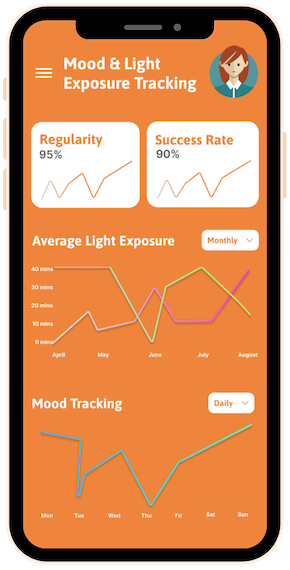 Mood & Light
Exposure Tracking
Regularity
95%
Success Rate
90%
Average Light Exposure
Monthly
40 mins
30 mins
20 mins
10 mins
0 mins
April May June July August
Mood Tracking
Daily
Mon Tue Wed Thu Fri Sat Sun